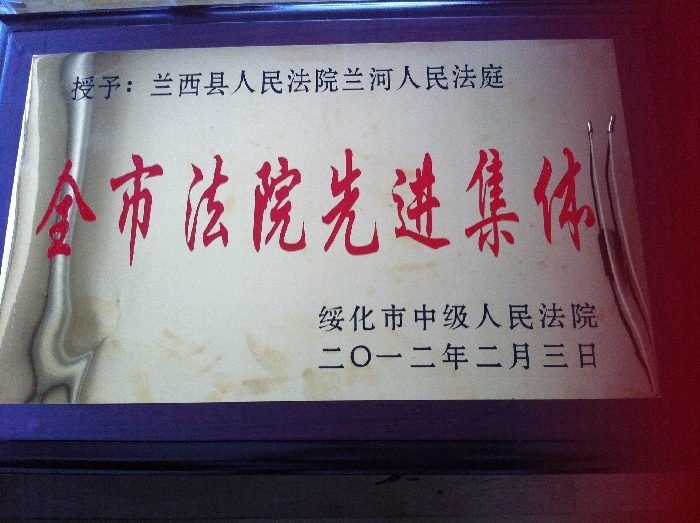 授予：兰西县人民法院兰河人民法庭
全市法院先进集体
绥化市中级人民法院
二〇一二年二月三日